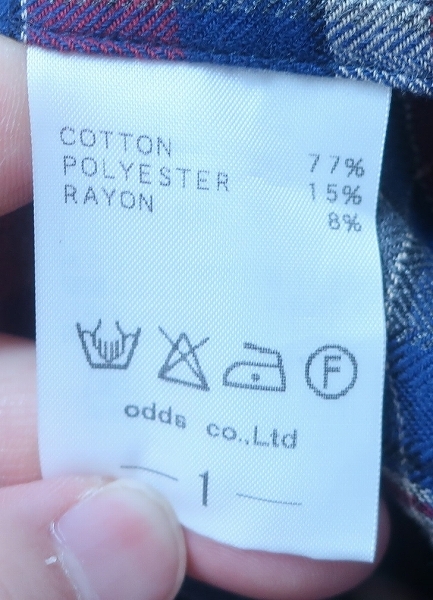 COTTON 77%
POLYESTER 15%
RAYON 8%
F
odds co.,Ltd
1